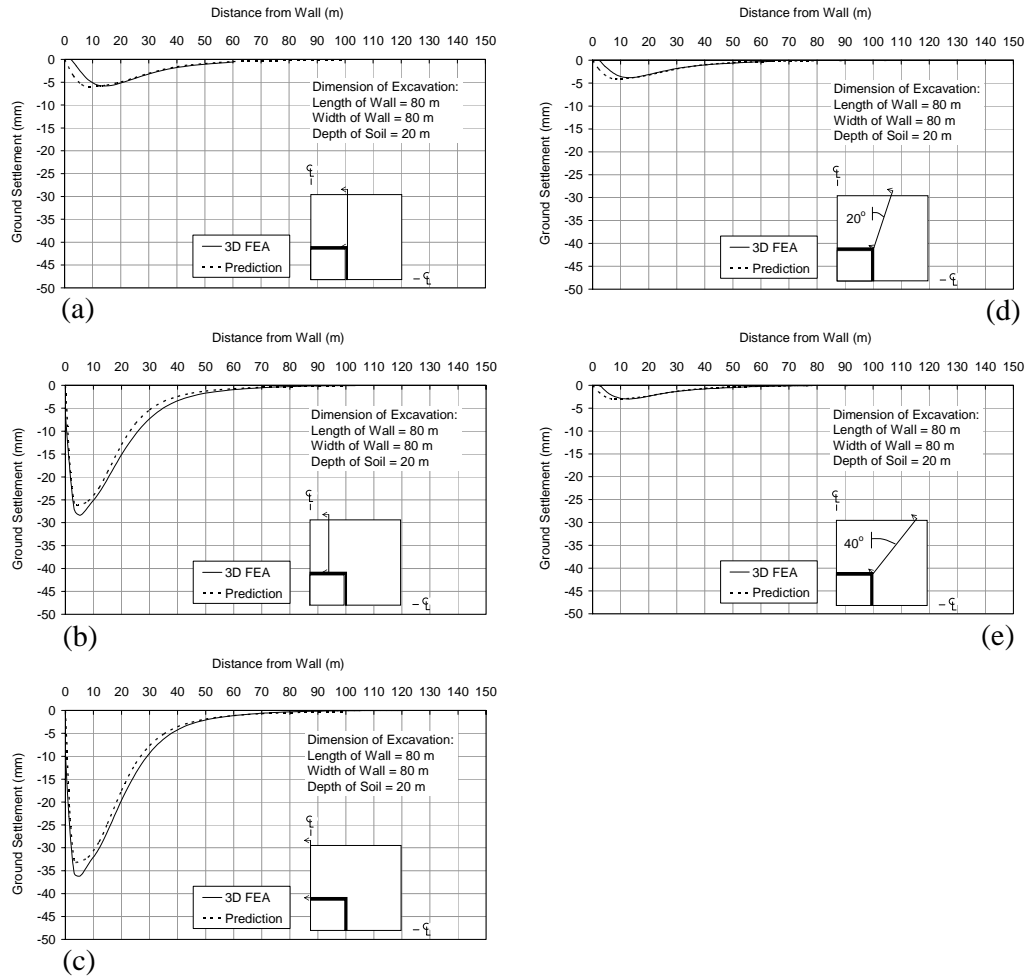 Distance from Wall (m)
0 10 20 30 40 50 60 70 80 90 100 110 120 130 140 150
Ground Settlement (mm)
0
-5
-10
-15
-20
-25
-30
-35
-40
-45
-50
Dimension of Excavation:
Length of Wall = 80 m
Width of Wall = 80 m
Depth of Soil = 20 m
℄
3D FEA
Prediction
℄
(a)
Distance from Wall (m)
0 10 20 30 40 50 60 70 80 90 100 110 120 130 140 150
Ground Settlement (mm)
0
-5
-10
-15
-20
-25
-30
-35
-40
-45
-50
Dimension of Excavation:
Length of Wall = 80 m
Width of Wall = 80 m
Depth of Soil = 20 m
℄
20°
3D FEA
Prediction
℄
(d)
Distance from Wall (m)
0 10 20 30 40 50 60 70 80 90 100 110 120 130 140 150
Ground Settlement (mm)
0
-5
-10
-15
-20
-25
-30
-35
-40
-45
-50
Dimension of Excavation:
Length of Wall = 80 m
Width of Wall = 80 m
Depth of Soil = 20 m
℄
3D FEA
Prediction
℄
(b)
Distance from Wall (m)
0 10 20 30 40 50 60 70 80 90 100 110 120 130 140 150
Ground Settlement (mm)
0
-5
-10
-15
-20
-25
-30
-35
-40
-45
-50
Dimension of Excavation:
Length of Wall = 80 m
Width of Wall = 80 m
Depth of Soil = 20 m
℄
40°
3D FEA
Prediction
℄
(e)
Distance from Wall (m)
0 10 20 30 40 50 60 70 80 90 100 110 120 130 140 150
Ground Settlement (mm)
0
-5
-10
-15
-20
-25
-30
-35
-40
-45
-50
Dimension of Excavation:
Length of Wall = 80 m
Width of Wall = 80 m
Depth of Soil = 20 m
℄
3D FEA
Prediction
℄
(c)